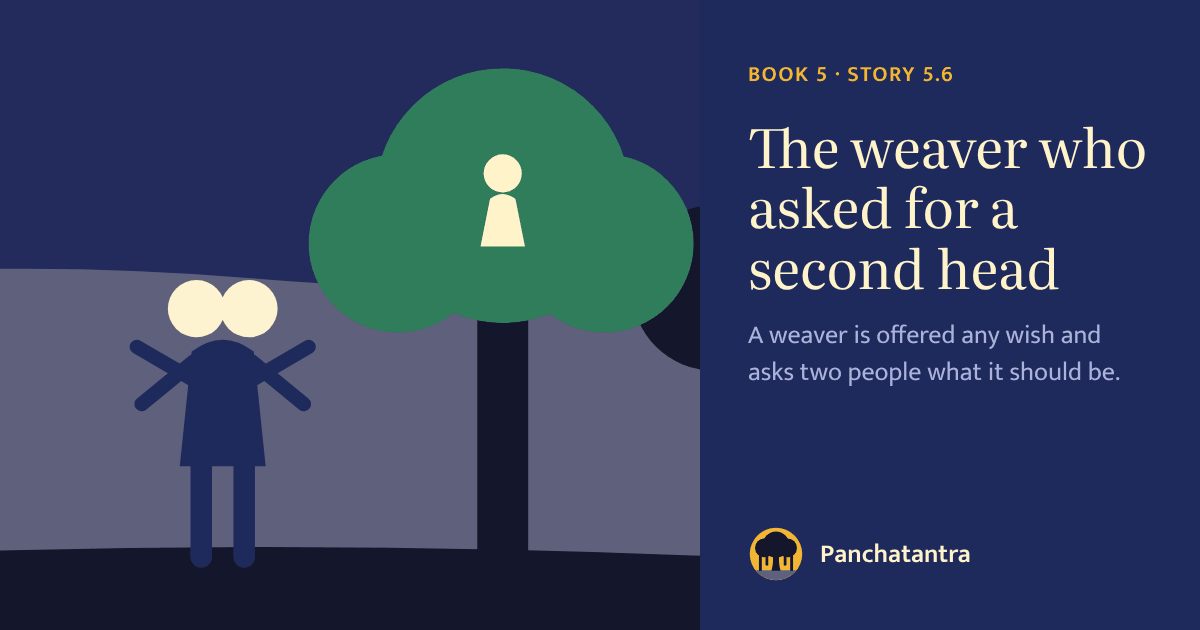 BOOK 5 · STORY 5.6
The weaver who
asked for a
second head
A weaver is offered any wish and
asks two people what it should be.
Panchatantra